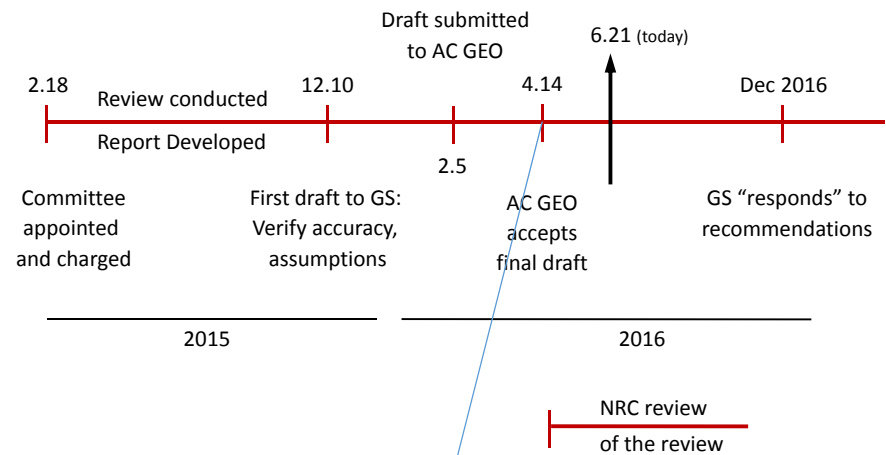 Draft submitted
to AC GEO
6.21 (today)
2.18
Review conducted
12.10
4.14
Dec 2016
Report Developed
2.5
Committee
appointed
and charged
First draft to GS:
Verify accuracy,
assumptions
AC GEO
accepts
final draft
GS “responds” to
recommendations
2015
2016
NRC review
of the review